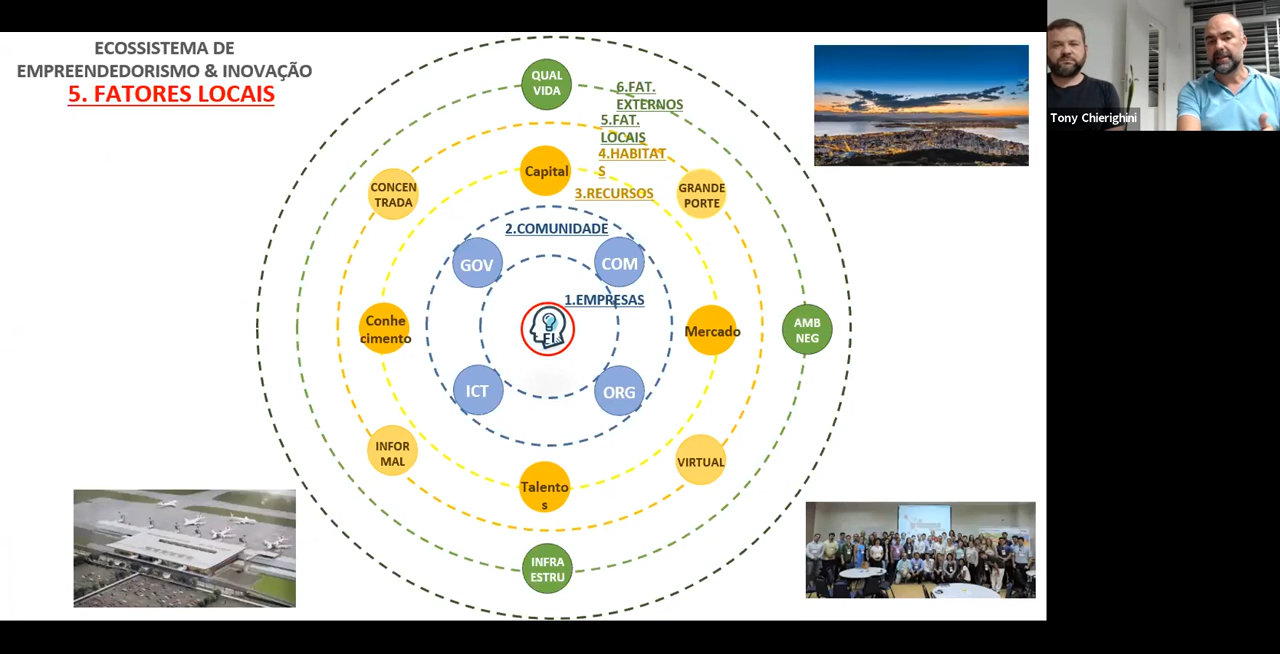 ECOSSISTEMA DE
EMPREENDEDORISMO & INOVAÇÃO
5. FATORES LOCAIS
QUAL
VIDA
6.FAT.
EXTERNOS
5.FAT.
LOCAIS
4.HABITAT
S
3.RECURSOS
Capital
CONCEN
TRADA
GRANDE
PORTE
2.COMUNIDADE
GOV
COM
1.EMPRESAS
EI
Conhe
cimento
Mercado
AMB
NEG
ICT
ORG
INFOR
MAL
VIRTUAL
Talento
s
INFRA
ESTRU
Tony Chierighini